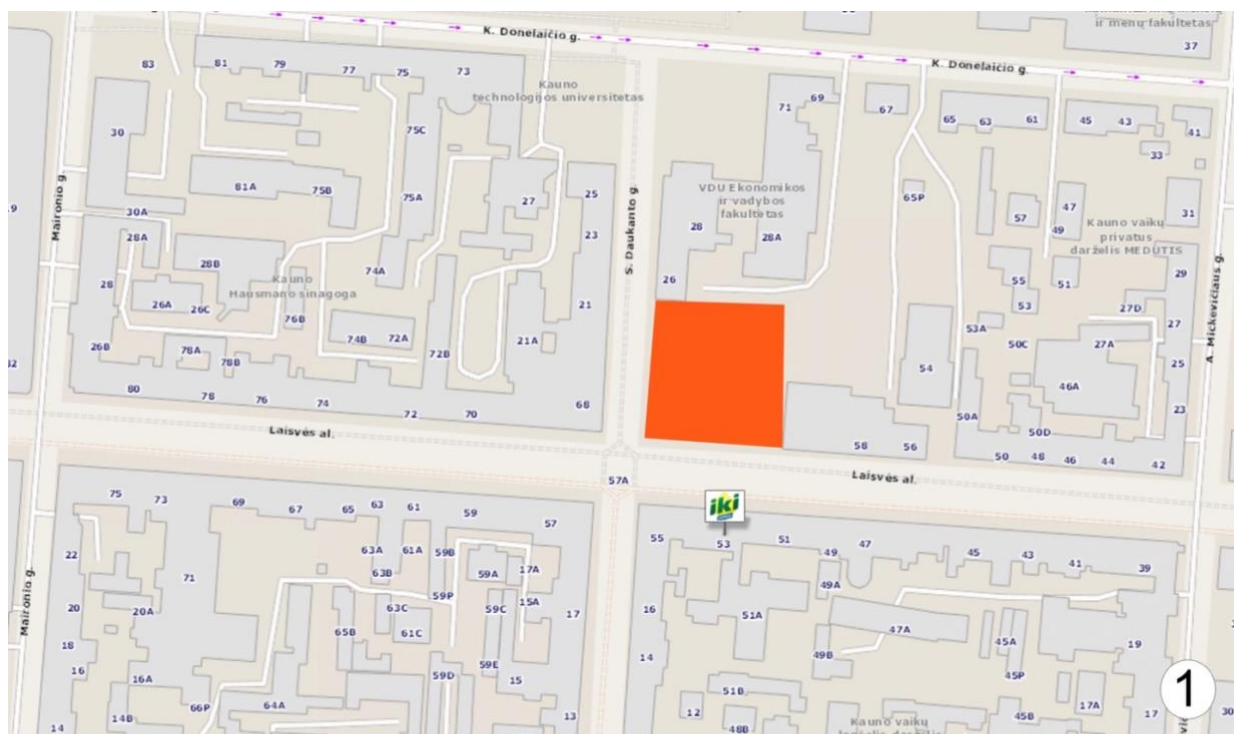 ir menų fakultetas
37
K. Donelaičio g.
K. Donelaičio g.
83
81
79
77
75
73
Kauno
technologijos universitetas
71
69
67
65
63
61
45
43
41
30
75C
33
81A
75B
75A
27
25
VDU Ekonomikos
ir vadybos
fakultetas
65P
57
47
49
31
Kauno vaikų
privatus
darželis MEDUTIS
30A
28A
28B
23
28
28A
Maironio g.
S. Daukanto g.
A. Mickevičiaus g.
28
Kauno
Hausmano sinagoga
74A
26
55
51
29
26A
26C
76B
21
53
27D
27
26B
78A
78B
74B
72A
72B
21A
53A
50C
27A
25
54
46A
23
80
78
76
74
72
70
68
58
56
50A
50D
50
48
46
44
42
Laisvės al.
Laisvės al.
57A
iki
75
73
69
67
65
63
61
59
57
55
53
51
49
47
45
43
41
39
22
71
63A
61A
59B
59A
17A
49A
63B
20
20A
59P
63C
59C
15A
17
16
51A
47A
45A
19
Maironio g.
18
65B
61C
16
16A
59E
59D
15
14
49B
45P
66P
64A
51B
12
17A
1
14
14B
13
48B
Kauno vaikų
45B
17
30